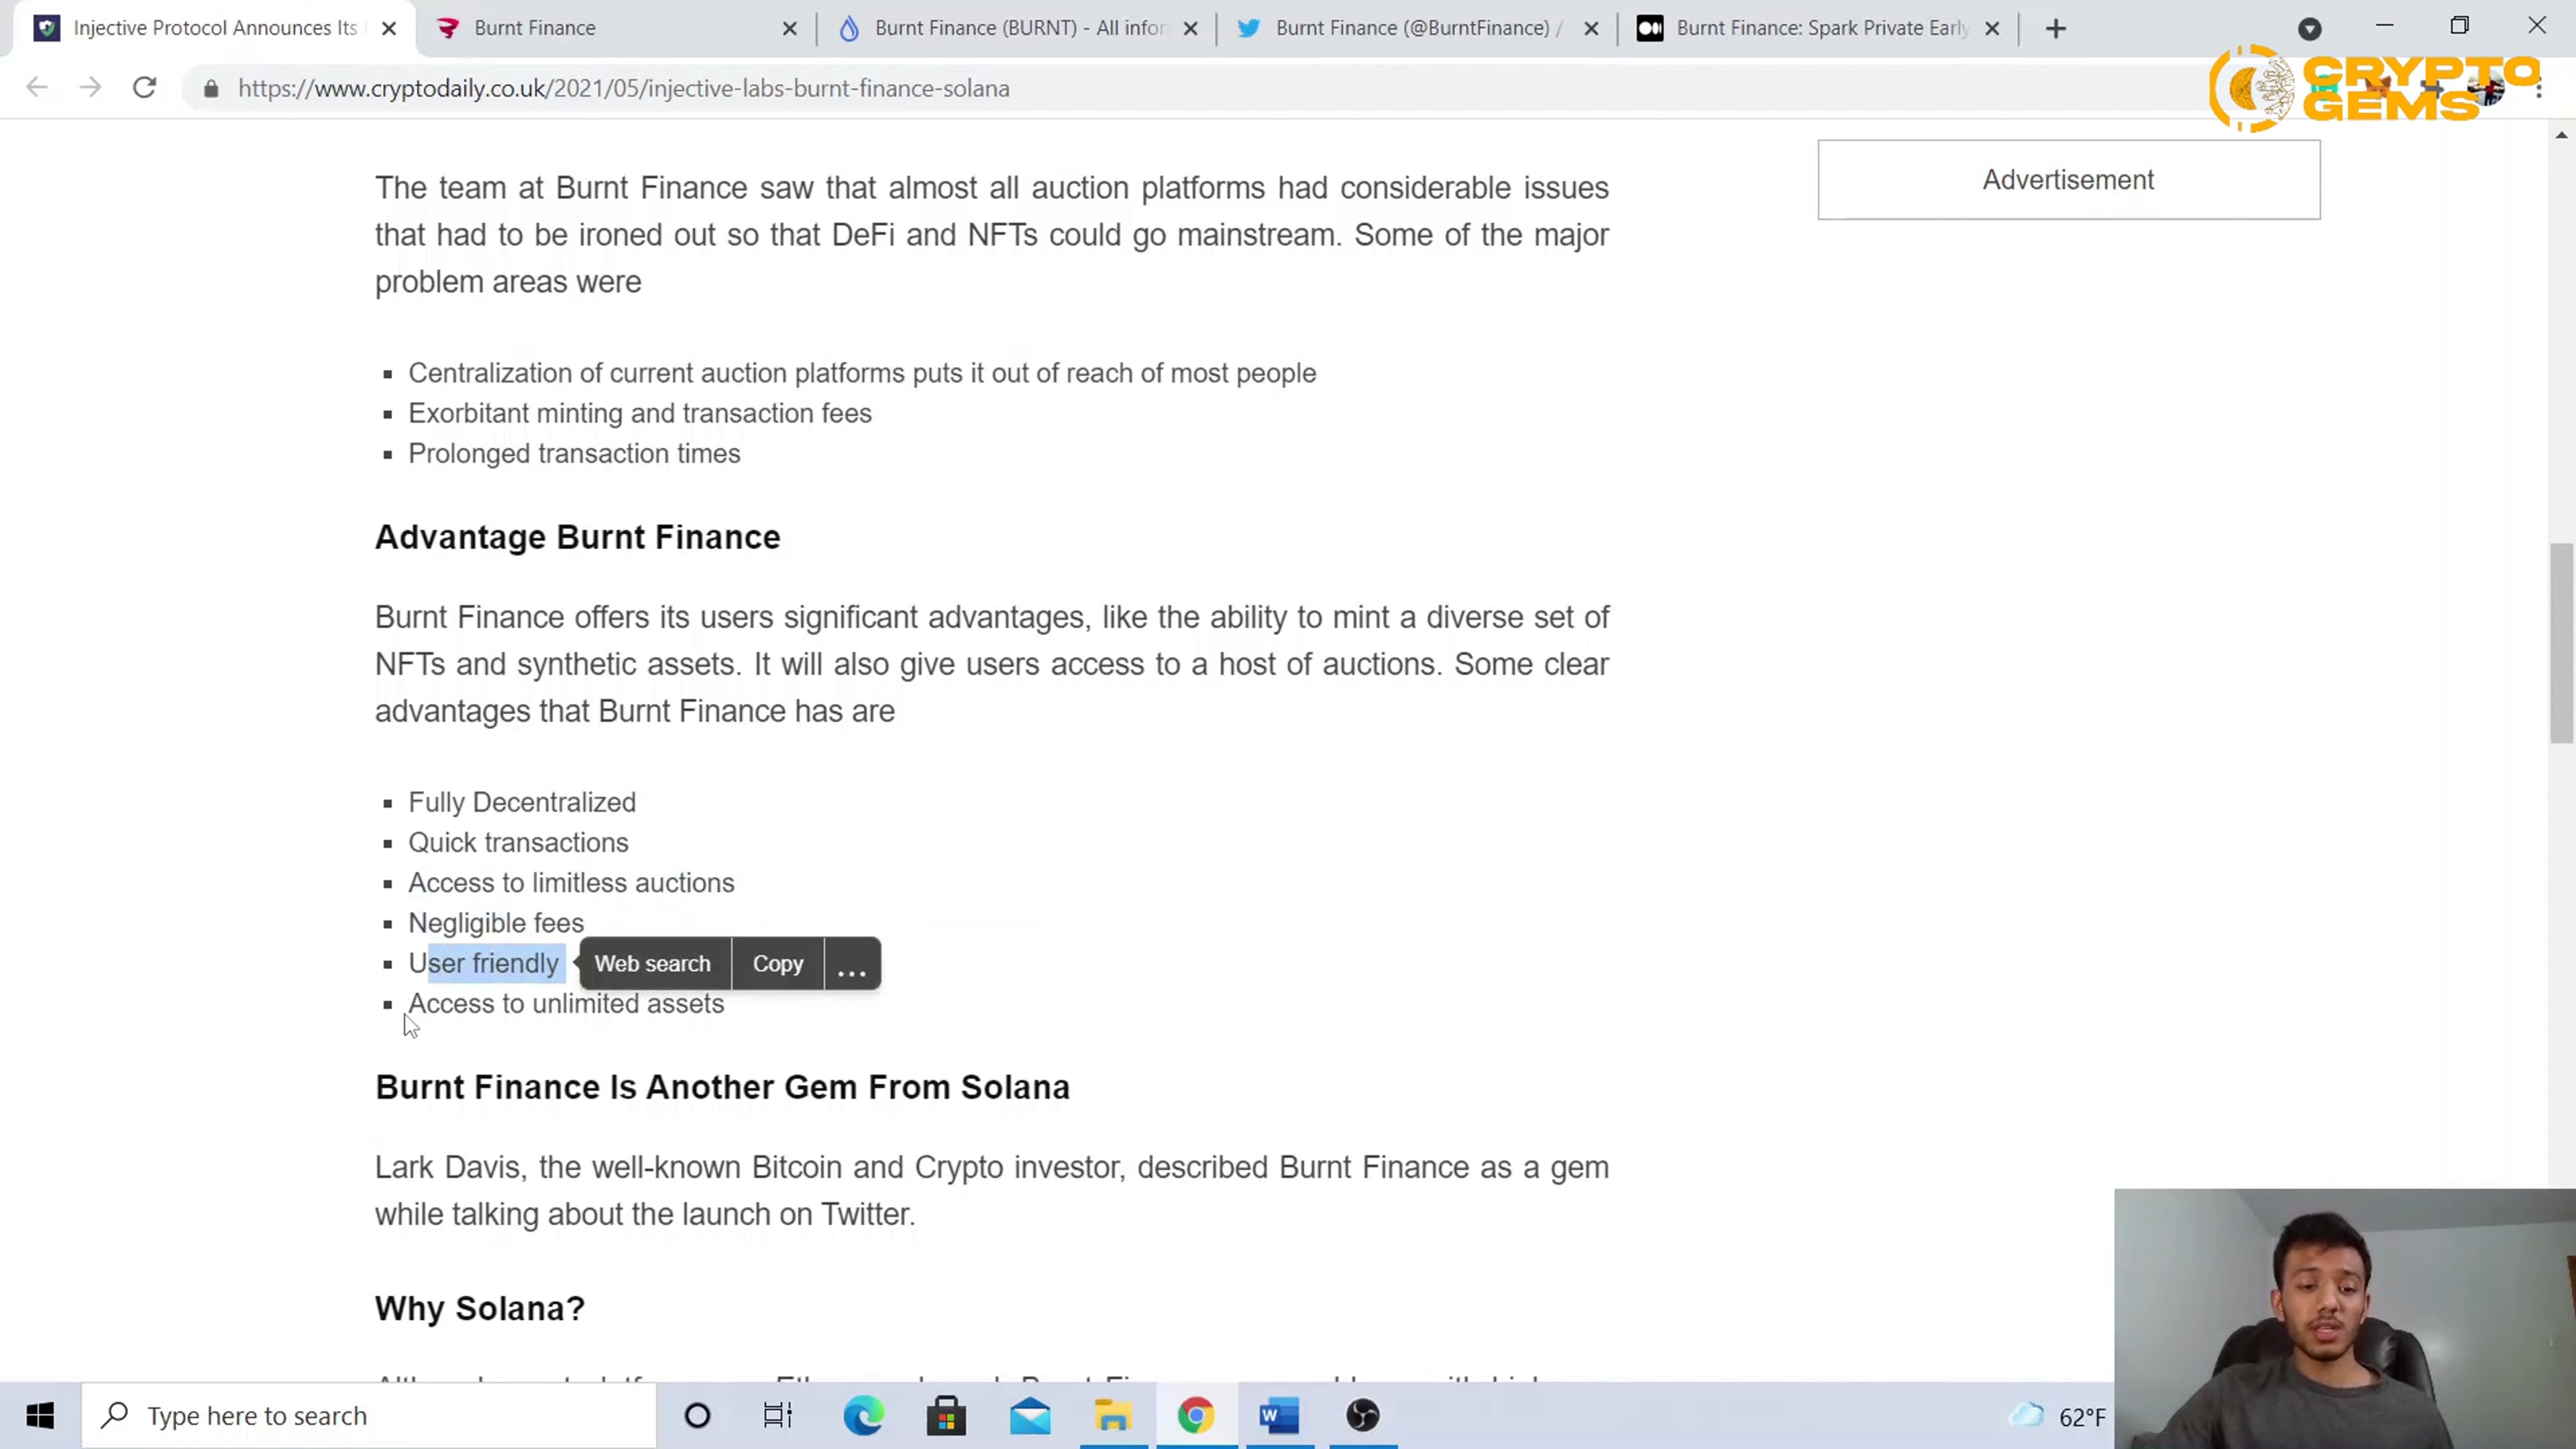 Injective Protocol Announces Its
Burnt Finance
Burnt Finance (BURNT) - All infor
Burnt Finance (@BurntFinance) /
Burnt Finance: Spark Private Early
https://www.cryptodaily.co.uk/2021/05/injective-labs-burnt-finance-solana
CRYPTO
GEMS
Advertisement
The team at Burnt Finance saw that almost all auction platforms had considerable issues
that had to be ironed out so that DeFi and NFTs could go mainstream. Some of the major
problem areas were
Centralization of current auction platforms puts it out of reach of most people
Exorbitant minting and transaction fees
Prolonged transaction times
Advantage Burnt Finance
Burnt Finance offers its users significant advantages, like the ability to mint a diverse set of
NFTs and synthetic assets. It will also give users access to a host of auctions. Some clear
advantages that Burnt Finance has are
Fully Decentralized
Quick transactions
Access to limitless auctions
Negligible fees
User friendly
Web search Copy ...
Access to unlimited assets
Burnt Finance Is Another Gem From Solana
Lark Davis, the well-known Bitcoin and Crypto investor, described Burnt Finance as a gem
while talking about the launch on Twitter.
Why Solana?
Type here to search
62°F